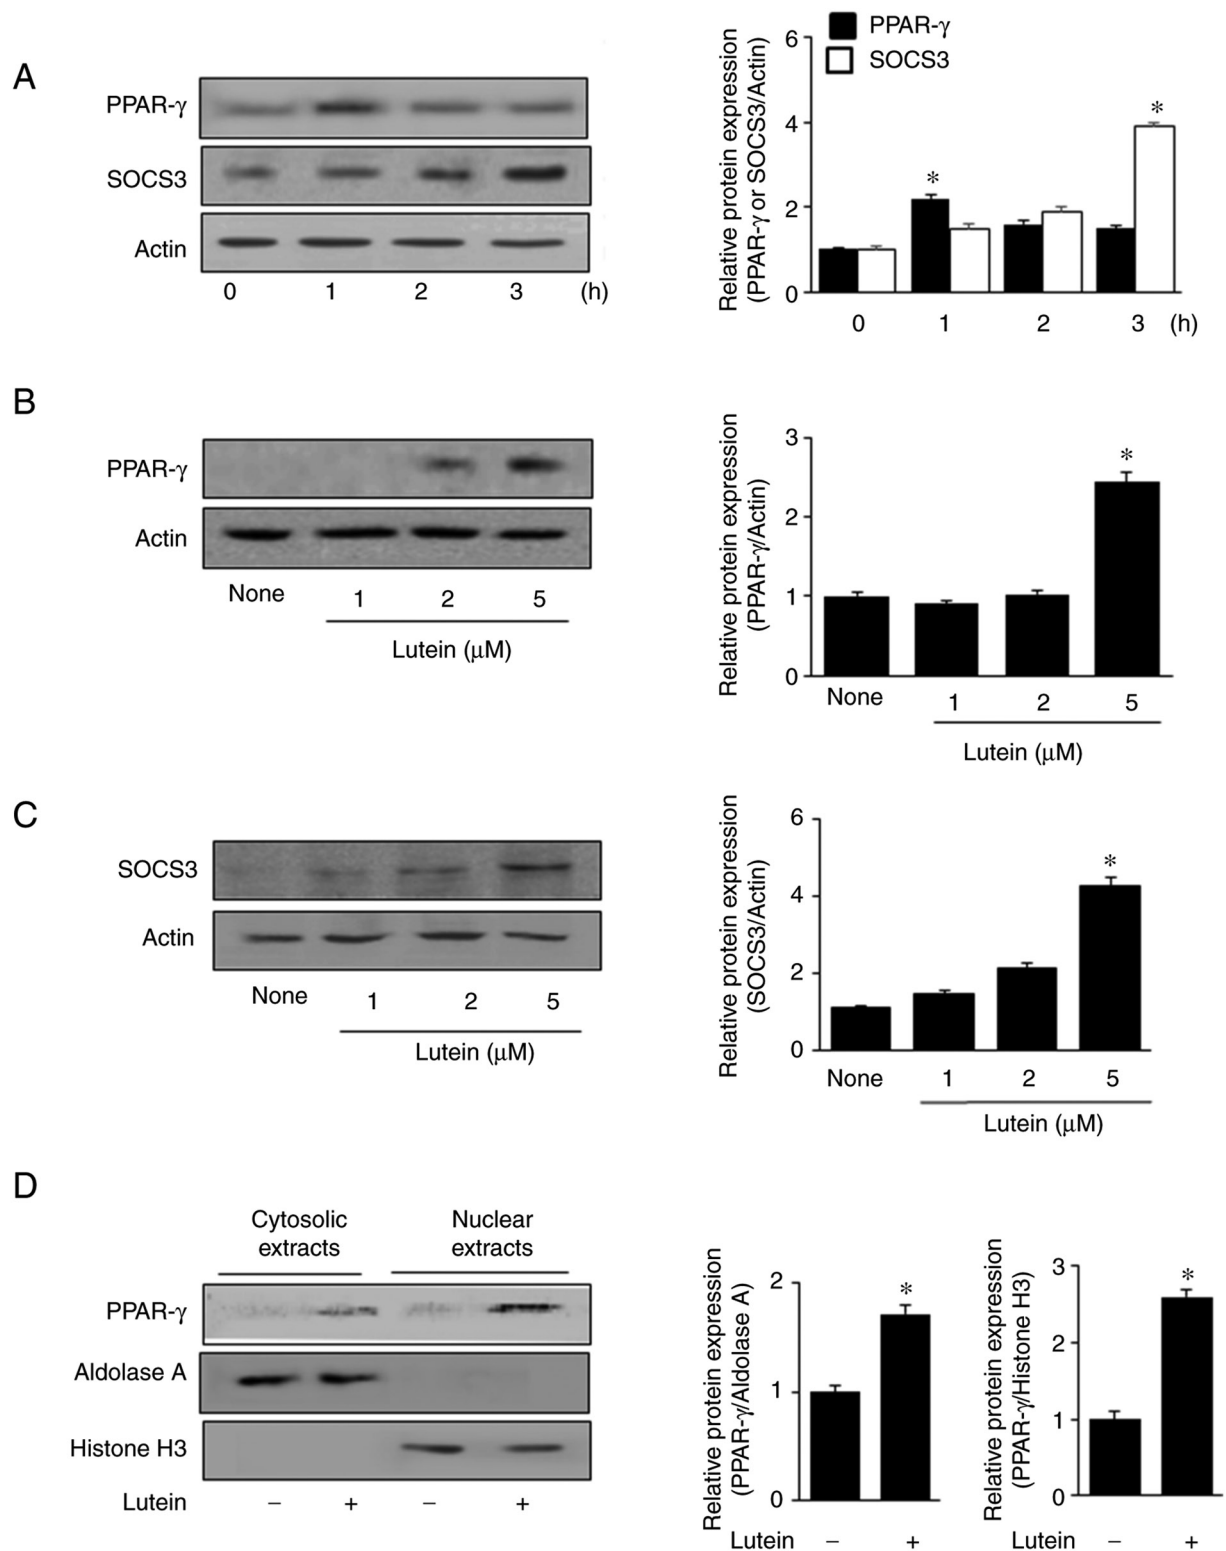 A
PPAR-γ
SOCS3
Actin
0 1 2 3 (h)
Relative protein expression
(PPAR-γ or SOCS3/Actin)
PPAR-γ
SOCS3
6
4
2
0
*
*
0 1 2 3 (h)
B
PPAR-γ
Actin
None 1 2 5
Lutein (μM)
Relative protein expression
(PPAR-γ/Actin)
3
2
1
0
*
None 1 2 5
Lutein (μM)
C
SOCS3
Actin
None 1 2 5
Lutein (μM)
Relative protein expression
(SOCS3/Actin)
6
4
2
0
*
None 1 2 5
Lutein (μM)
D
Cytosolic
extracts
Nuclear
extracts
PPAR-γ
Aldolase A
Histone H3
Lutein – + – +
Relative protein expression
(PPAR-γ/Aldolase A)
2
1
0
*
Lutein – +
Relative protein expression
(PPAR-γ/Histone H3)
3
2
1
0
*
Lutein – +